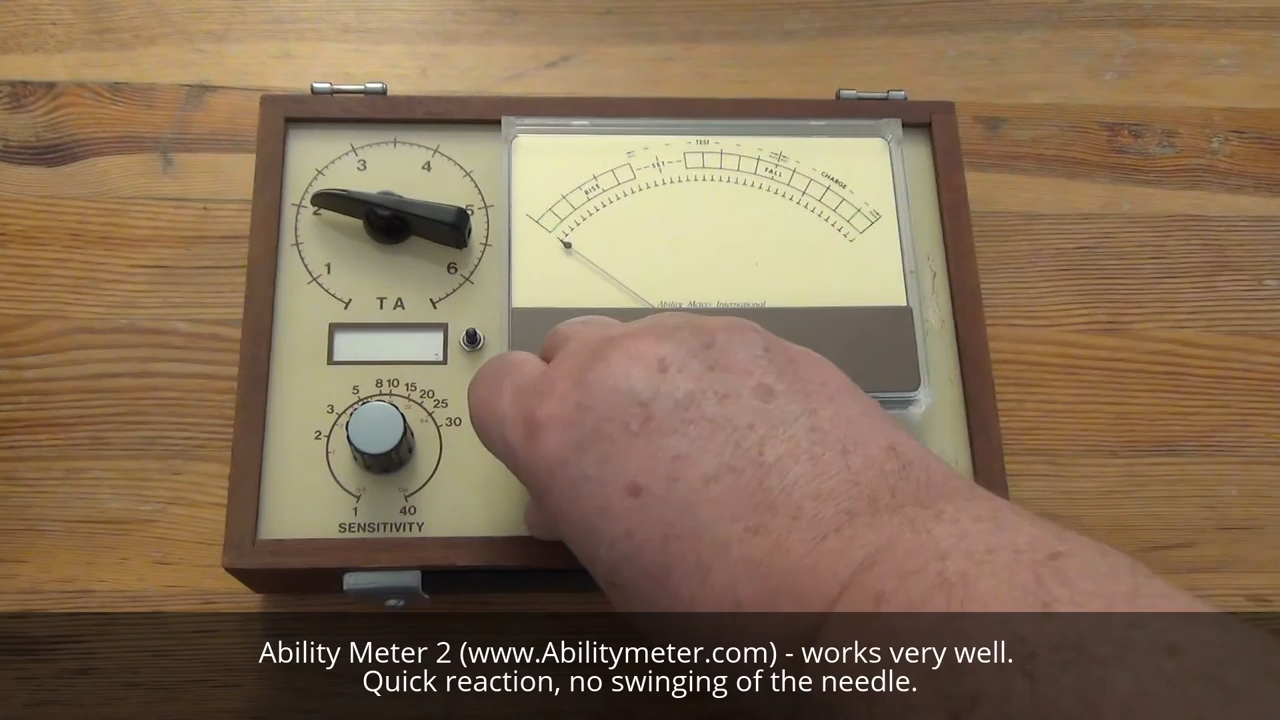 3 4
2 5
1 6
TA
5 8 10 15 20
3 25
2 30
1 40
SENSITIVITY
TEST
SET
RISE
FALL
CHARGE
Ability Meters International
Ability Meter 2 (www.Abilitymeter.com) - works very well.
Quick reaction, no swinging of the needle.